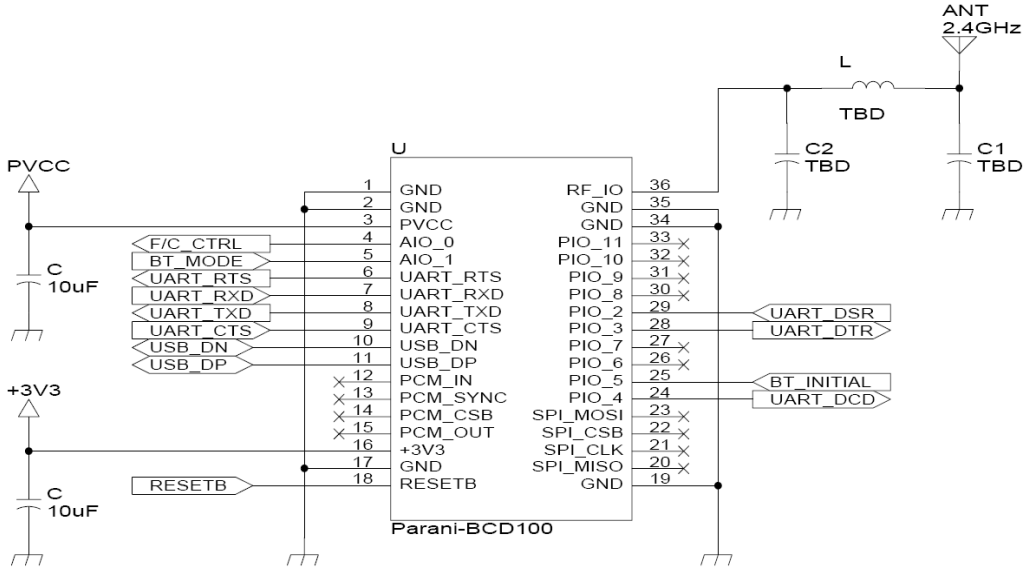 ANT
2.4GHz
L
TBD
C2
TBD
C1
TBD
U
PVCC
C
10uF
+3V3
C
10uF
F/C_CTRL
BT_MODE
UART_RTS
UART_RXD
UART_TXD
UART_CTS
USB_DN
USB_DP
RESETB
1 GND
2 GND
3 PVCC
4 AIO_0
5 AIO_1
6 UART_RTS
7 UART_RXD
8 UART_TXD
9 UART_CTS
10 USB_DN
11 USB_DP
12 PCM_IN
13 PCM_SYNC
14 PCM_CSB
15 PCM_OUT
16 +3V3
17 GND
18 RESETB
RF_IO 36
GND 35
GND 34
PIO_11 33
PIO_10 32
PIO_9 31
PIO_8 30
PIO_2 29
PIO_3 28
PIO_7 27
PIO_6 26
PIO_5 25
PIO_4 24
SPI_MOSI 23
SPI_CSB 22
SPI_CLK 21
SPI_MISO 20
GND 19
UART_DSR
UART_DTR
BT_INITIAL
UART_DCD
Parani-BCD100